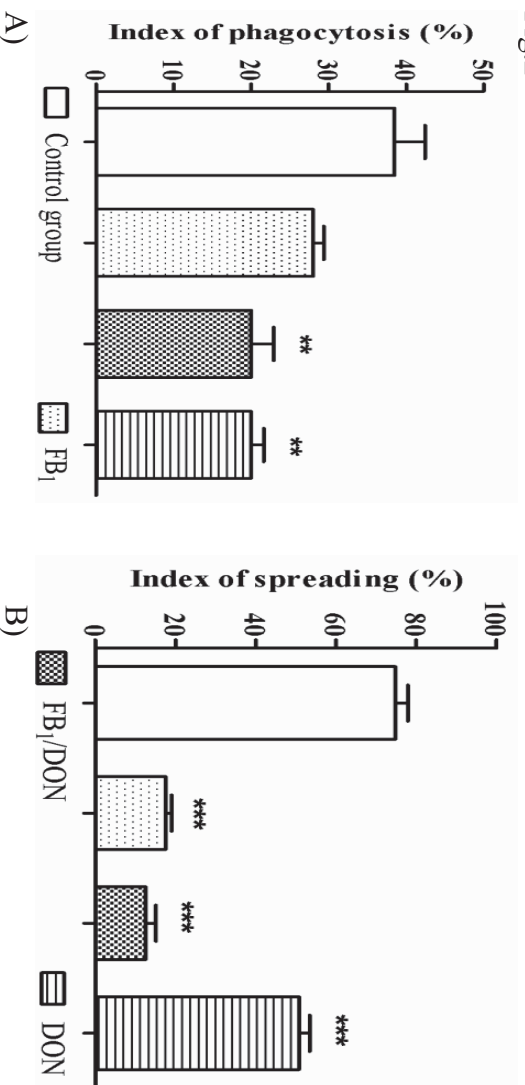 Index of phagocytosis (%)
50
40
30
20
10
0
**
**
A)
Index of spreading (%)
100
80
60
40
20
0
***
***
***
B)
Control group
FB₁
FB₁/DON
DON